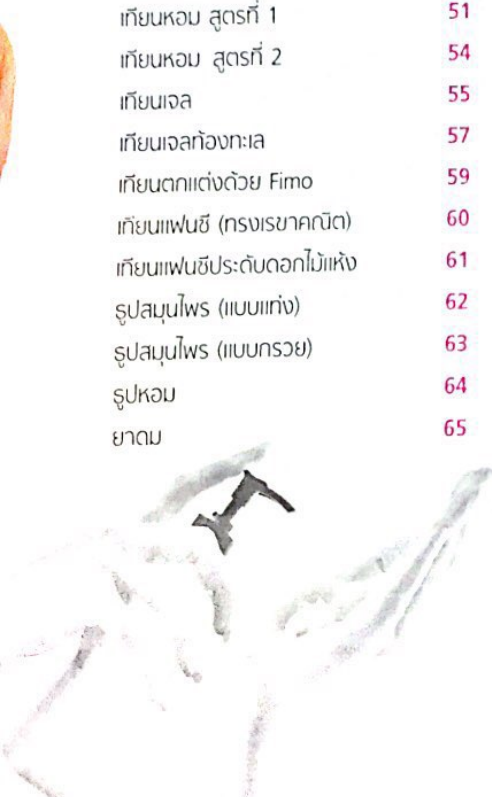 เทียนหอม สูตรที่ 1 51
เทียนหอม สูตรที่ 2 54
เทียนเจล 55
เทียนเจลท้องทะเล 57
เทียนตกแต่งด้วย Fimo 59
เทียนแฟนซี (ทรงเรขาคณิต) 60
เทียนแฟนซีประดับดอกไม้แห้ง 61
ธูปสมุนไพร (แบบแท่ง) 62
ธูปสมุนไพร (แบบกรวย) 63
ธูปหอม 64
ยาดม 65